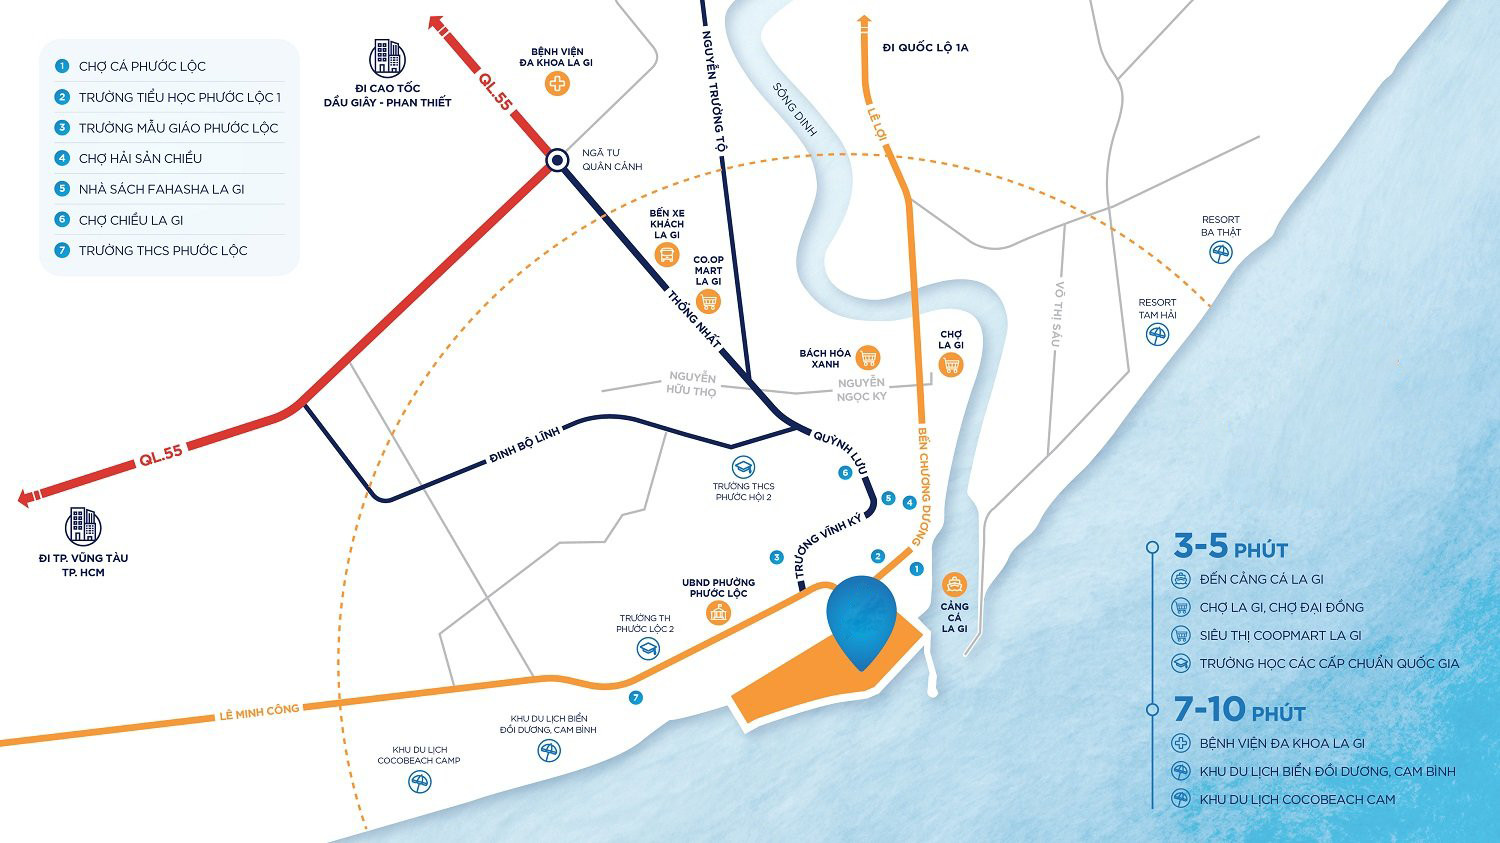 1 CHỢ CÁ PHƯỚC LỘC
2 TRƯỜNG TIỂU HỌC PHƯỚC LỘC 1
3 TRƯỜNG MẪU GIÁO PHƯỚC LỘC
4 CHỢ HẢI SẢN CHIỀU
5 NHÀ SÁCH FAHASHA LA GI
6 CHỢ CHIỀU LA GI
7 TRƯỜNG THCS PHƯỚC LỘC
ĐI CAO TỐC
DẦU GIÂY - PHAN THIẾT
QL.55
BỆNH VIỆN
ĐA KHOA LA GI
NGÃ TƯ
QUÂN CẢNH
NGUYỄN TRƯỜNG TỘ
SÔNG DINH
ĐI QUỐC LỘ 1A
LÊ LỢI
BẾN XE
KHÁCH
LA GI
CO.OP
MART
LA GI
THỐNG NHẤT
RESORT
BA THẬT
RESORT
TAM HẢI
VÕ THỊ SÁU
BÁCH HÓA
XANH
CHỢ
LA GI
NGUYỄN
HỮU THỌ
NGUYỄN
NGỌC KỴ
QL.55
ĐINH BỘ LĨNH
QUỲNH LƯU
BẾN CHƯƠNG DƯƠNG
TRƯỜNG THCS
PHƯỚC HỘI 2
6
5
4
TRƯƠNG VĨNH KÝ
3
2
1
ĐI TP. VŨNG TÀU
TP. HCM
UBND PHƯỜNG
PHƯỚC LỘC
CẢNG
CÁ
LA GI
TRƯỜNG TH
PHƯỚC LỘC 2
7
LÊ MINH CÔNG
KHU DU LỊCH BIỂN
ĐỒI DƯƠNG, CAM BÌNH
KHU DU LỊCH
COCOBEACH CAMP
3-5 PHÚT
ĐẾN CẢNG CÁ LA GI
CHỢ LA GI, CHỢ ĐẠI ĐỒNG
SIÊU THỊ COOPMART LA GI
TRƯỜNG HỌC CÁC CẤP CHUẨN QUỐC GIA
7-10 PHÚT
BỆNH VIỆN ĐA KHOA LA GI
KHU DU LỊCH BIỂN ĐỒI DƯƠNG, CAM BÌNH
KHU DU LỊCH COCOBEACH CAM